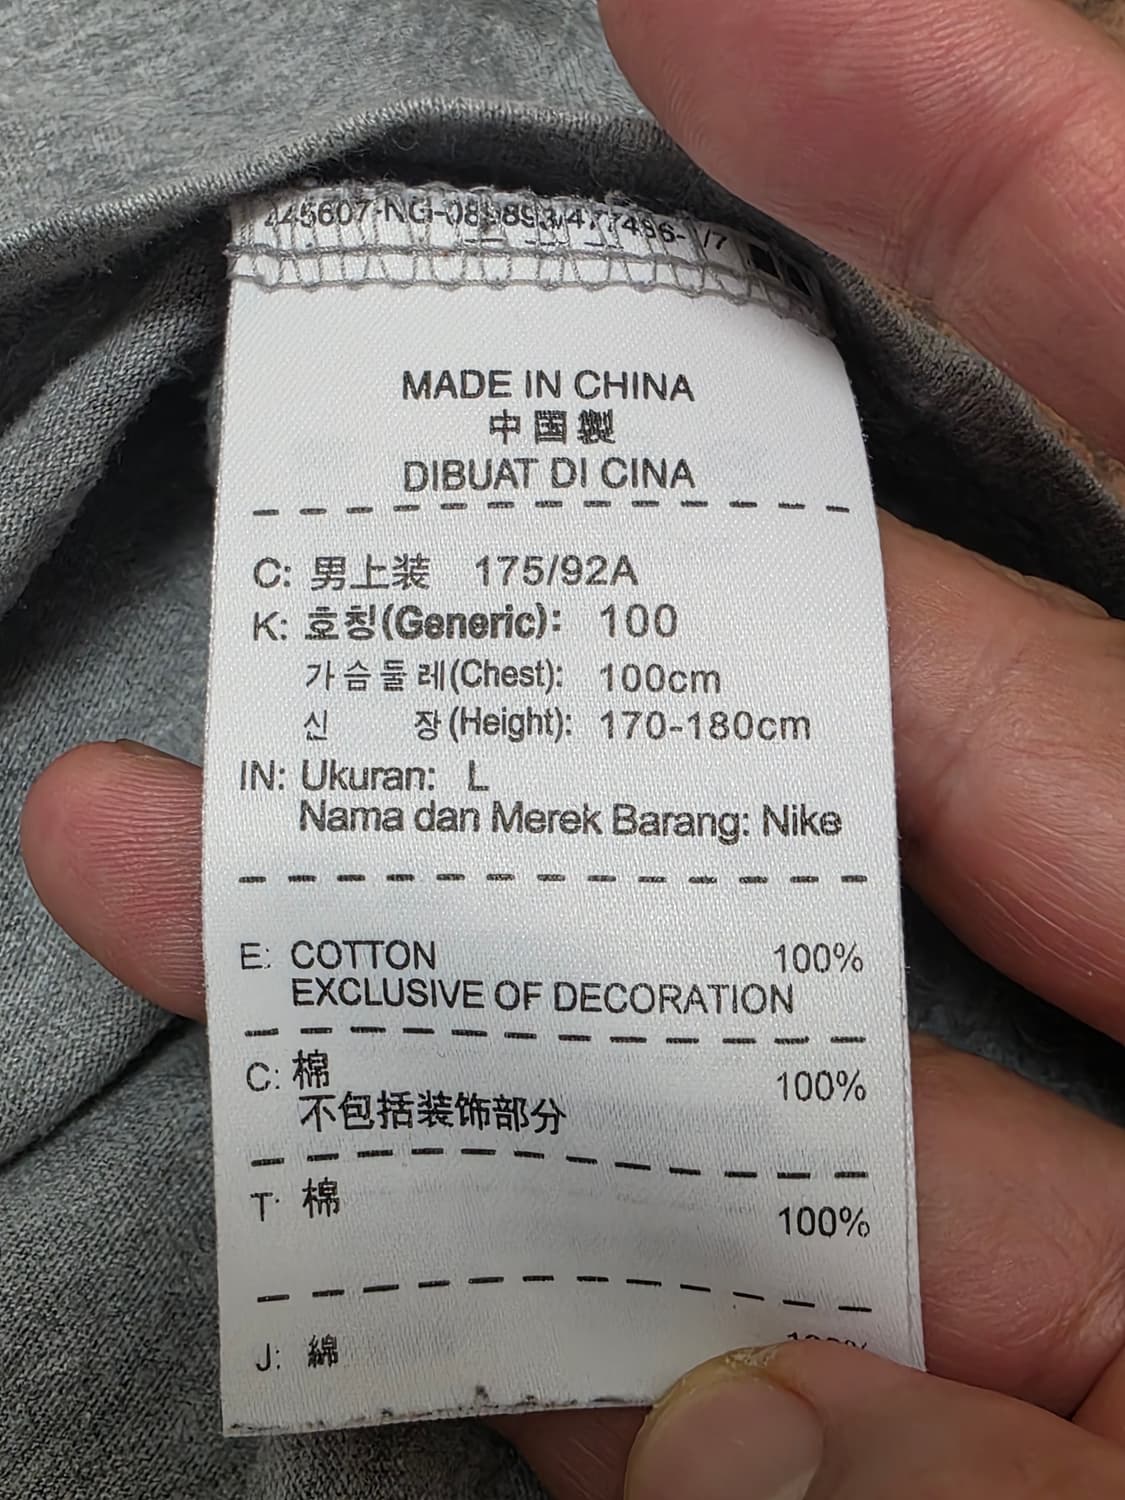 MADE IN CHINA
中国製
DIBUAT DI CINA
C: 男上装 175/92A
K: 호칭(Generic): 100
가슴둘레(Chest): 100cm
신 장(Height): 170-180cm
IN: Ukuran: L
Nama dan Merek Barang: Nike
E: COTTON 100%
EXCLUSIVE OF DECORATION
C: 棉 100%
不包括装饰部分
T: 棉 100%
J: 綿